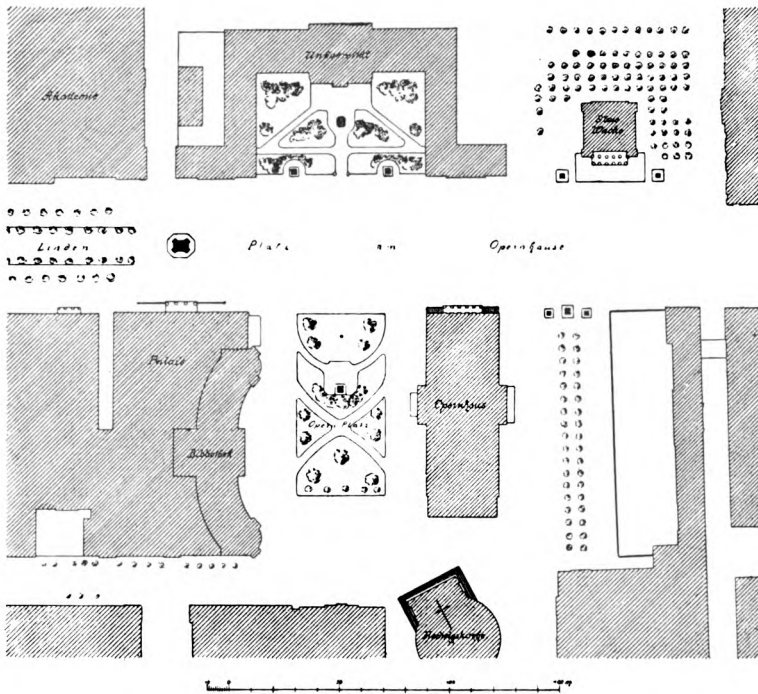 Akademie
Universität
Neue
Wache
Linden
Platz am Opernhause
Palais
Bibliothek
Opern Platz
Opernhaus
Hedwigskirche